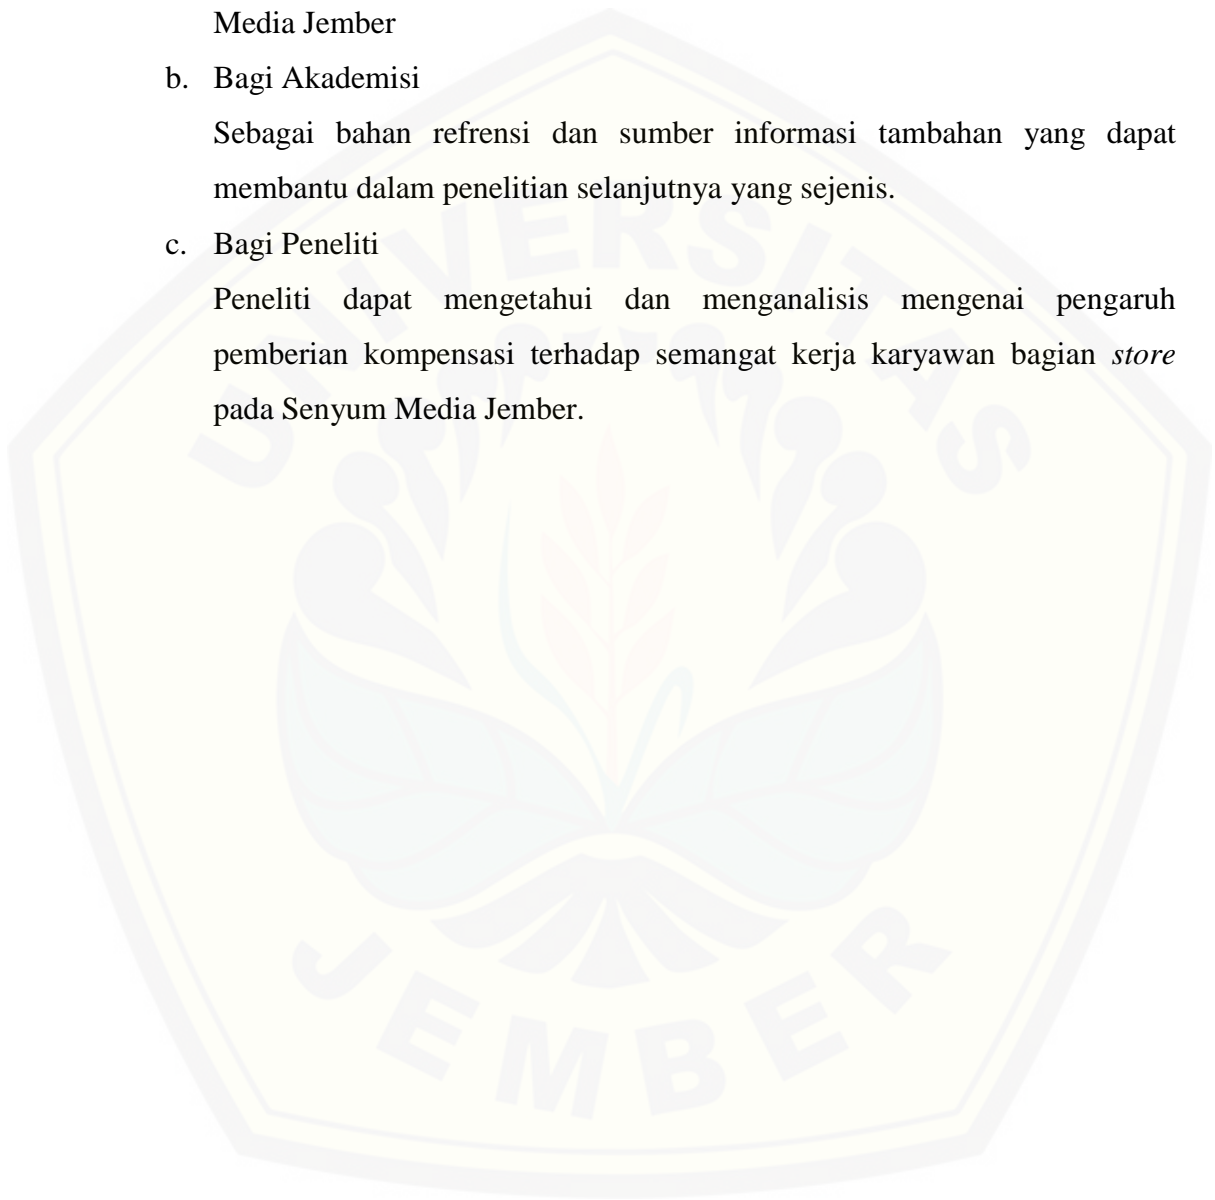 Media Jember
b. Bagi Akademisi
Sebagai bahan refrensi dan sumber informasi tambahan yang dapat
membantu dalam penelitian selanjutnya yang sejenis.
c. Bagi Peneliti
Peneliti dapat mengetahui dan menganalisis mengenai pengaruh
pemberian kompensasi terhadap semangat kerja karyawan bagian store
pada Senyum Media Jember.
UNIVERSITAS
JEMBER